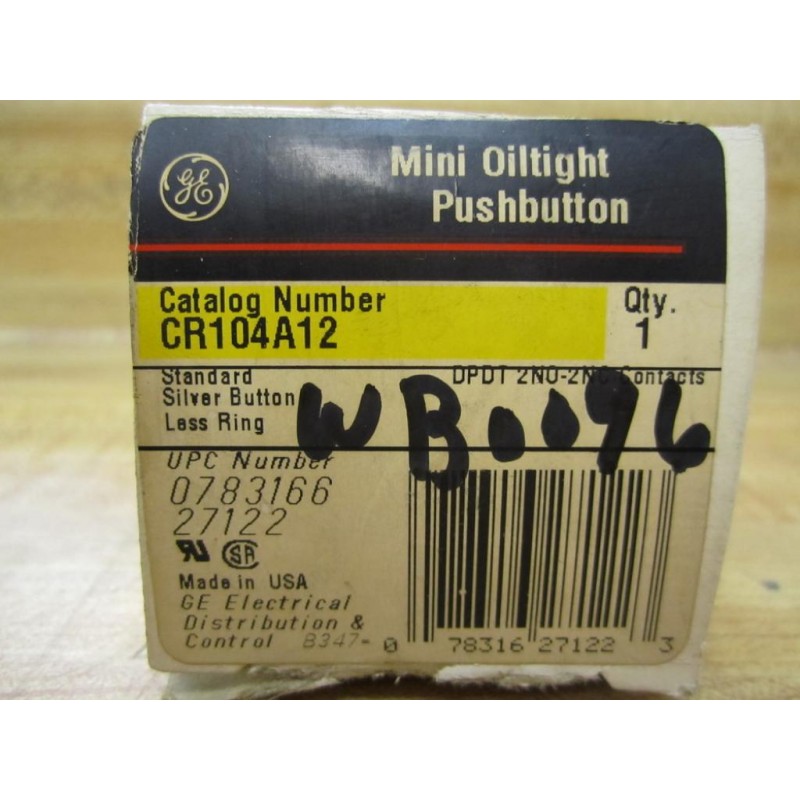 GE
Mini Oiltight
Pushbutton
Catalog Number
CR104A12
Qty.
1
Standard
Silver Button
Less Ring
DPDT 2NO-2NC Contacts
WB0096
UPC Number
0783166
27122
Made in USA
GE Electrical
Distribution &
Control B347-
0 78316 27122 3